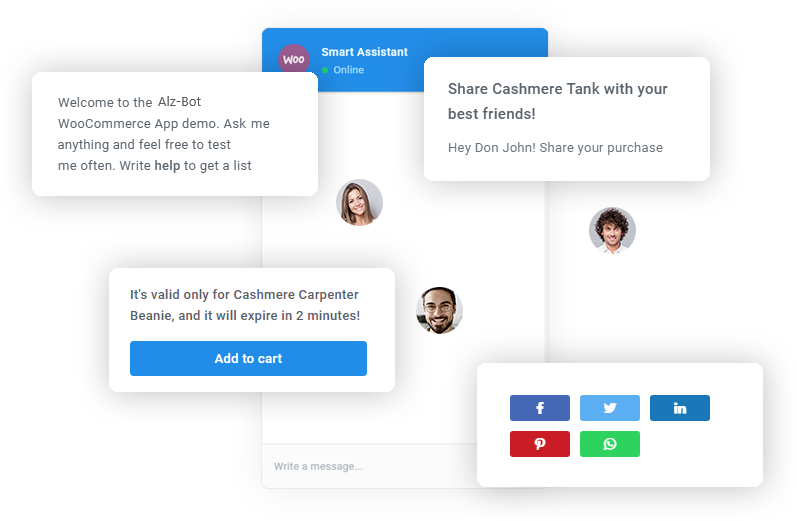 Woo
Smart Assistant
Online
Welcome to the Alz-Bot
WooCommerce App demo. Ask me
anything and feel free to test
me often. Write help to get a list
Share Cashmere Tank with your
best friends!
Hey Don John! Share your purchase
It's valid only for Cashmere Carpenter
Beanie, and it will expire in 2 minutes!
Add to cart
Write a message...